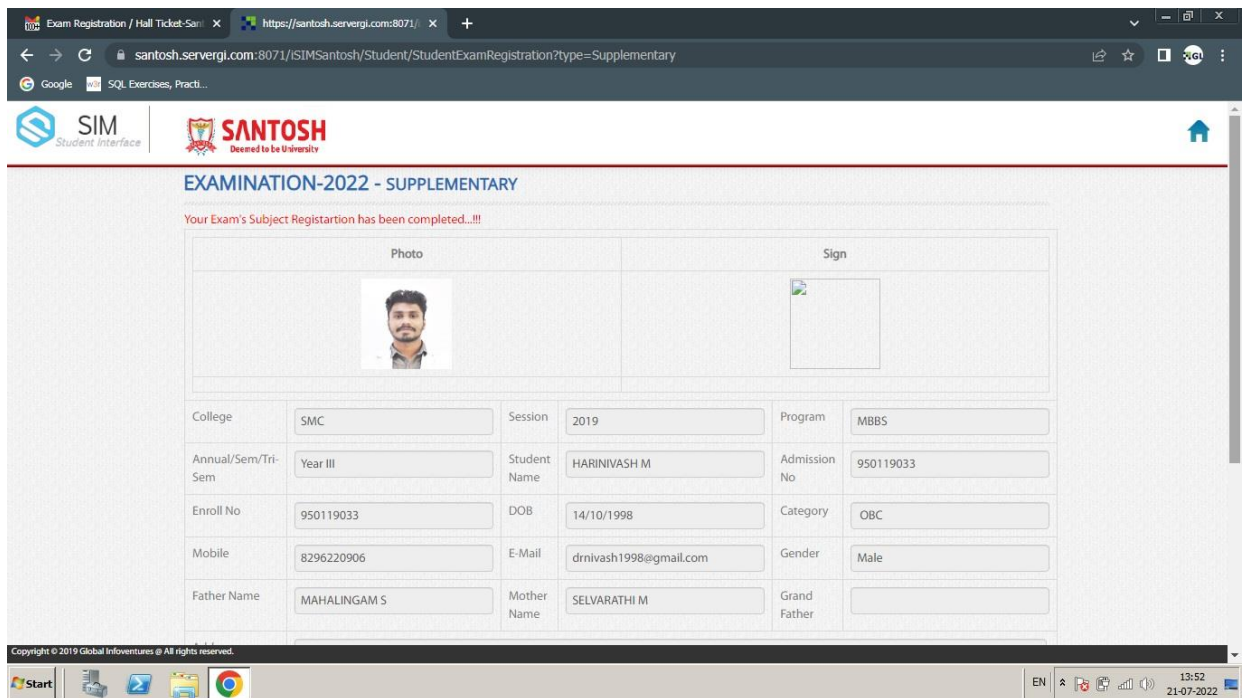 Exam Registration / Hall Ticket-San
https://santosh.servergi.com:8071/
santosh.servergi.com:8071/iSIMSantosh/Student/StudentExamRegistration?type=Supplementary
Google w3r SQL Exercises, Practi...
SIM
Student Interface
SANTOSH
Deemed to be University
EXAMINATION-2022 - SUPPLEMENTARY
Your Exam's Subject Registartion has been completed...!!!
Photo Sign
College SMC Session 2019 Program MBBS
Annual/Sem/Tri-Sem Year III Student Name HARINIVASH M Admission No 950119033
Enroll No 950119033 DOB 14/10/1998 Category OBC
Mobile 8296220906 E-Mail drnivash1998@gmail.com Gender Male
Father Name MAHALINGAM S Mother Name SELVARATHI M Grand Father
Copyright © 2019 Global Infoventures @ All rights reserved.
Start EN 13:52
21-07-2022